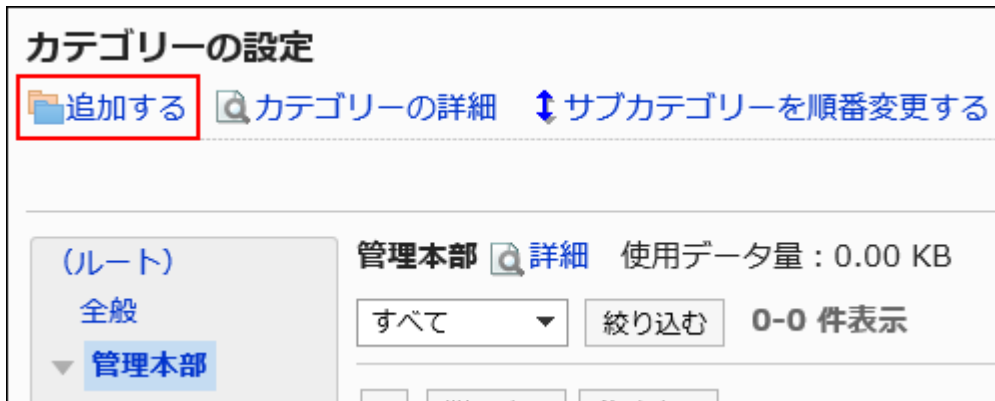 カテゴリーの設定
追加する カテゴリーの詳細 サブカテゴリーを順番変更する
(ルート)
全般
管理本部
管理本部 詳細 使用データ量 : 0.00 KB
すべて 絞り込む 0-0 件表示